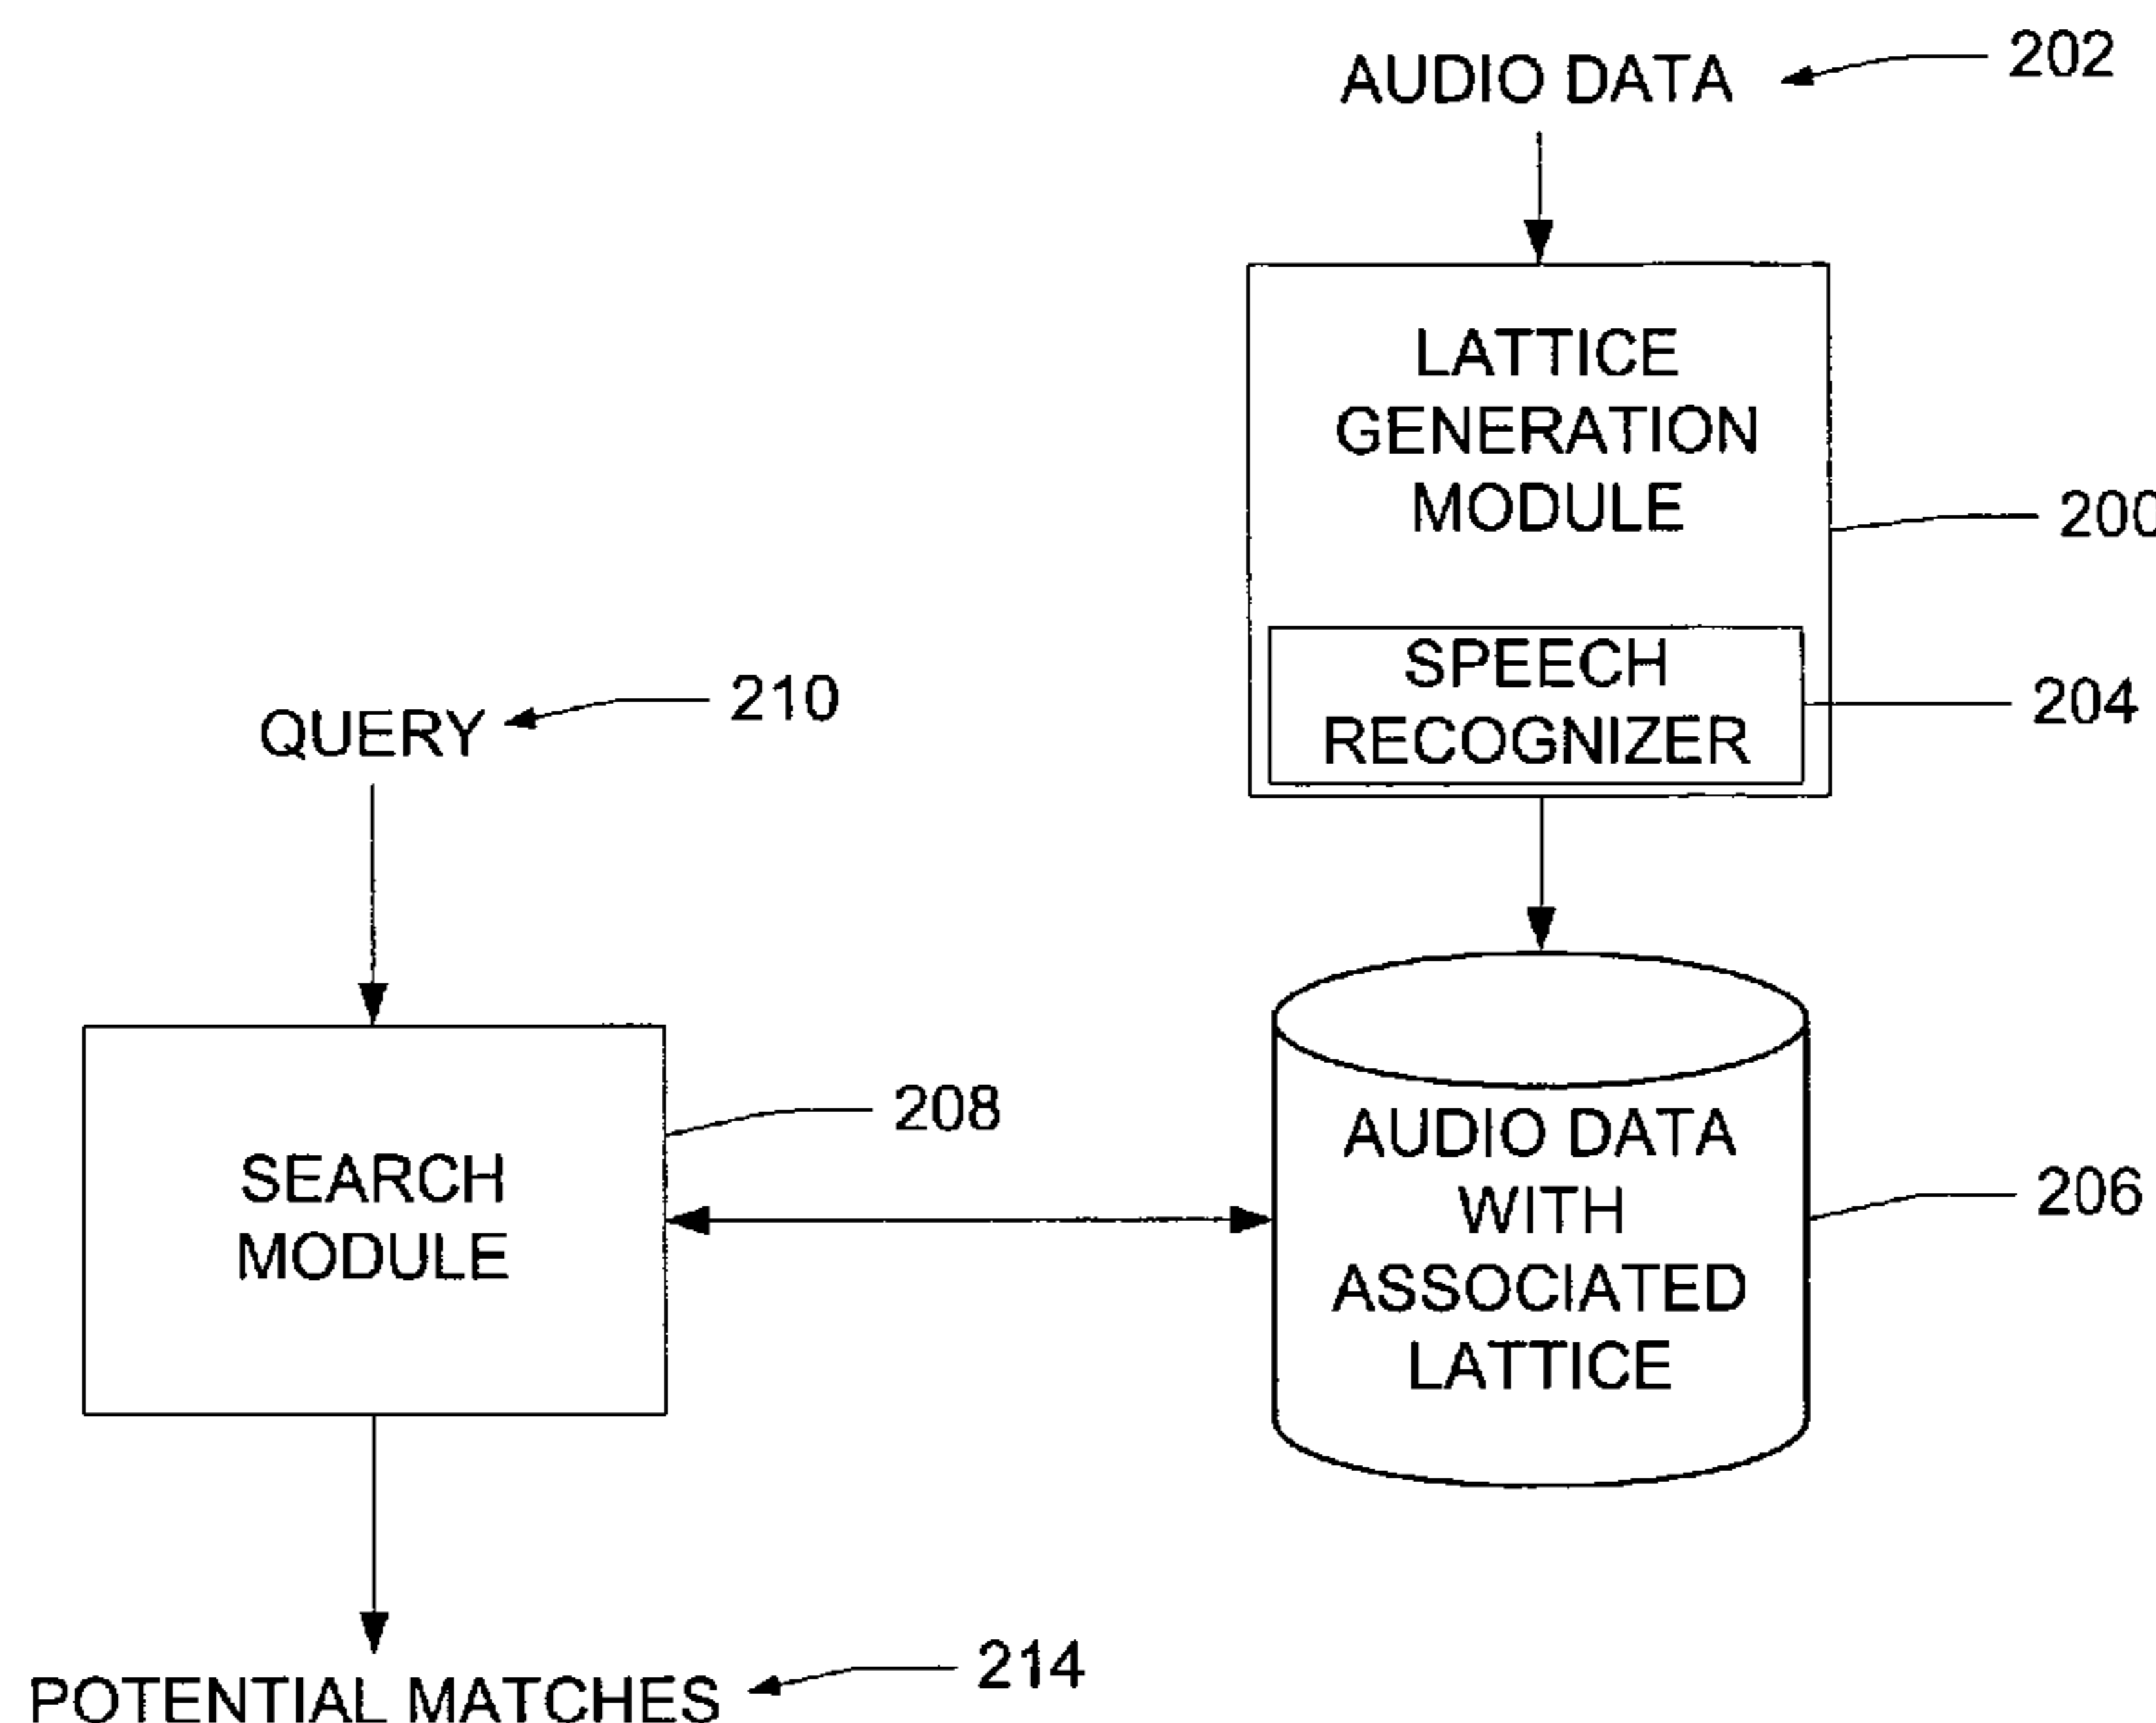 AUDIO DATA
202
LATTICE
GENERATION
MODULE
200
SPEECH
RECOGNIZER
204
QUERY
210
SEARCH
MODULE
208
AUDIO DATA
WITH
ASSOCIATED
LATTICE
206
POTENTIAL MATCHES
214